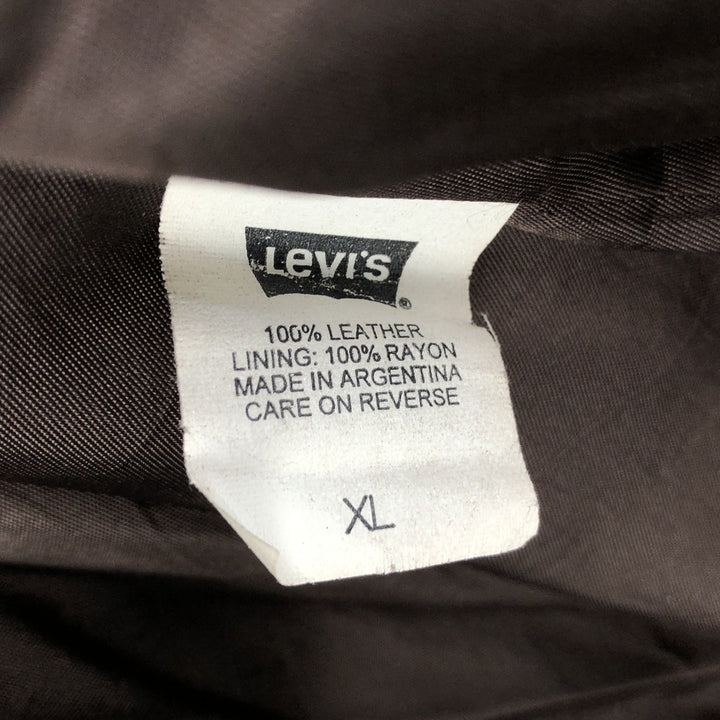 Levi's
®
100% LEATHER
LINING: 100% RAYON
MADE IN ARGENTINA
CARE ON REVERSE
XL